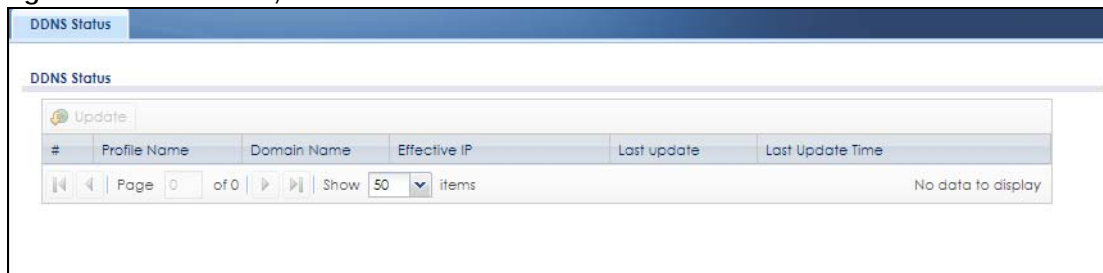 DDNS Status
DDNS Status
Update
# Profile Name Domain Name Effective IP Last update Last Update Time
Page 0 of 0 Show 50 items No data to display